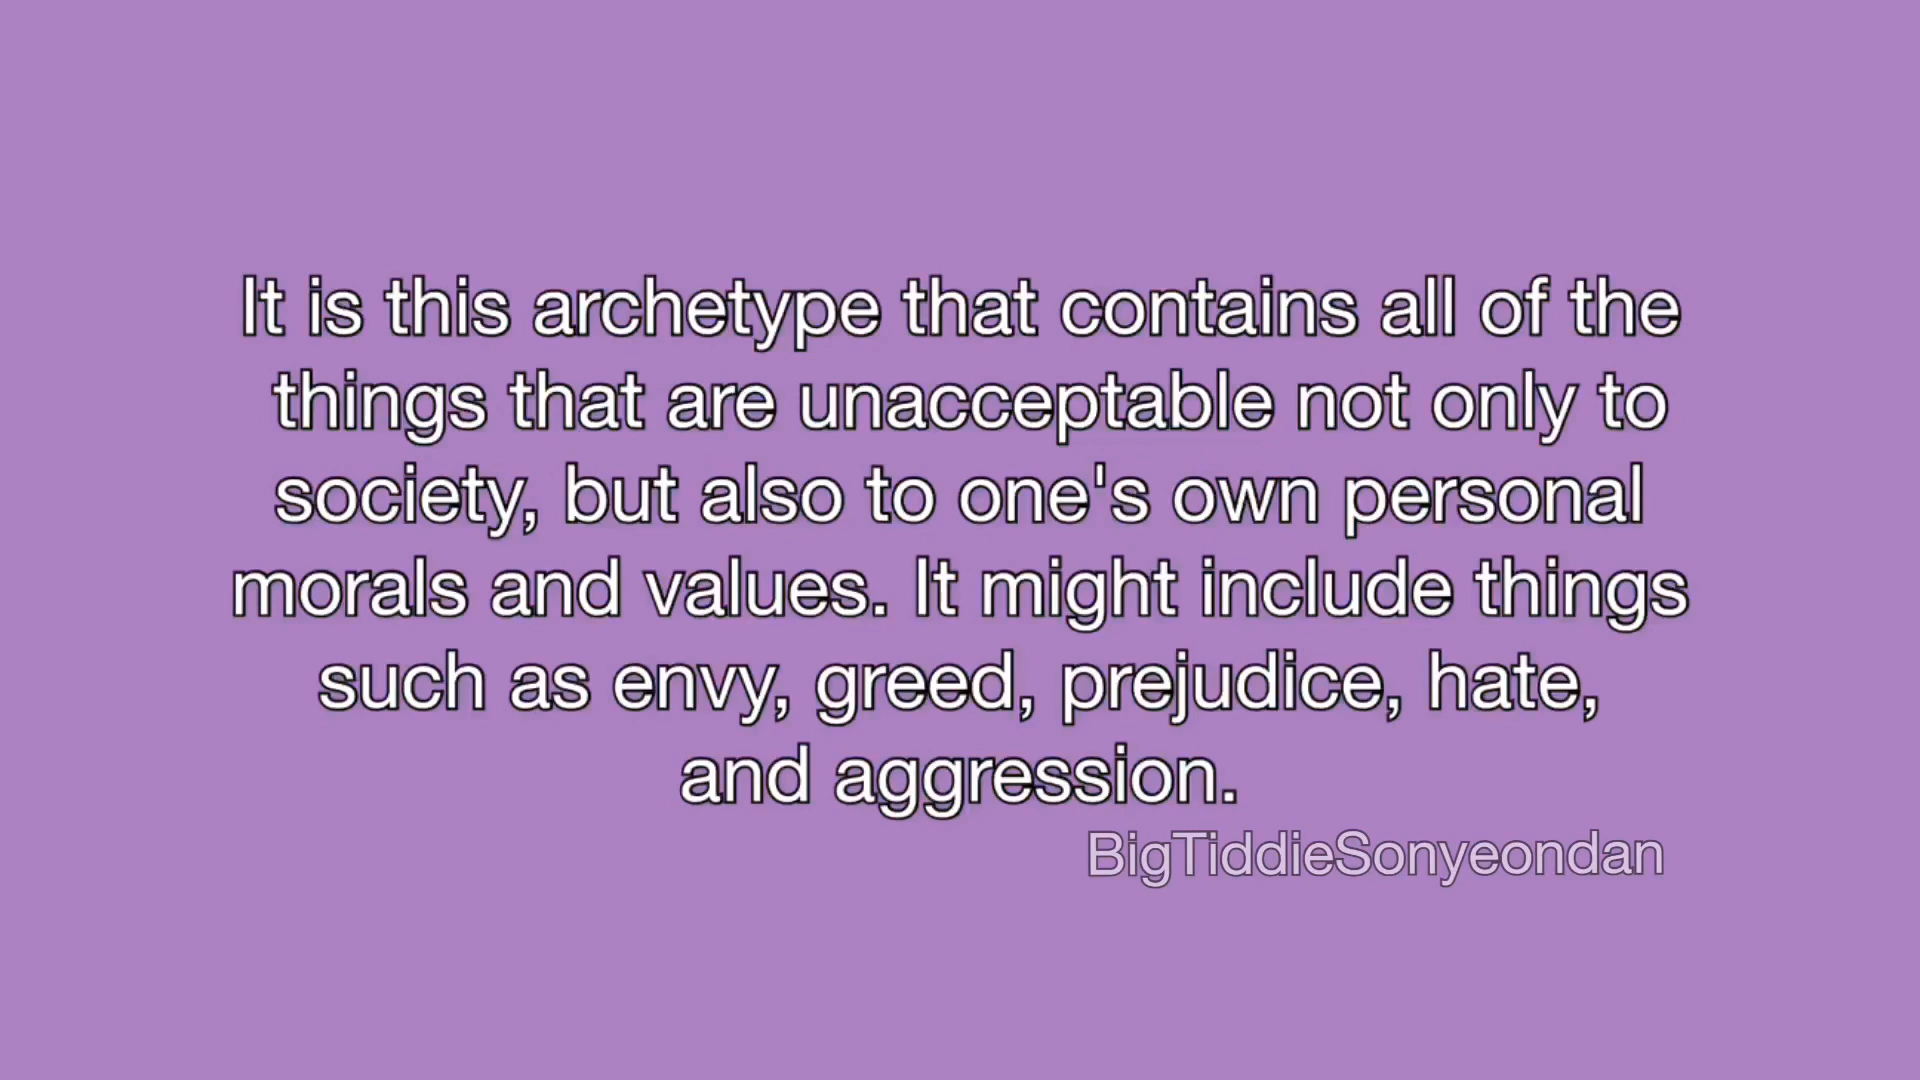 It is this archetype that contains all of the
things that are unacceptable not only to
society, but also to one's own personal
morals and values. It might include things
such as envy, greed, prejudice, hate,
and aggression.
BigTiddieSonyeondan